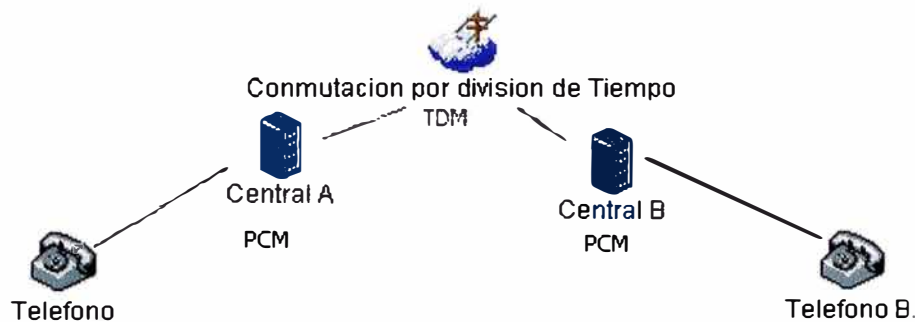 Conmutacion por division de Tiempo
TDM
Central A
Central B
PCM
PCM
Telefono
Telefono B.